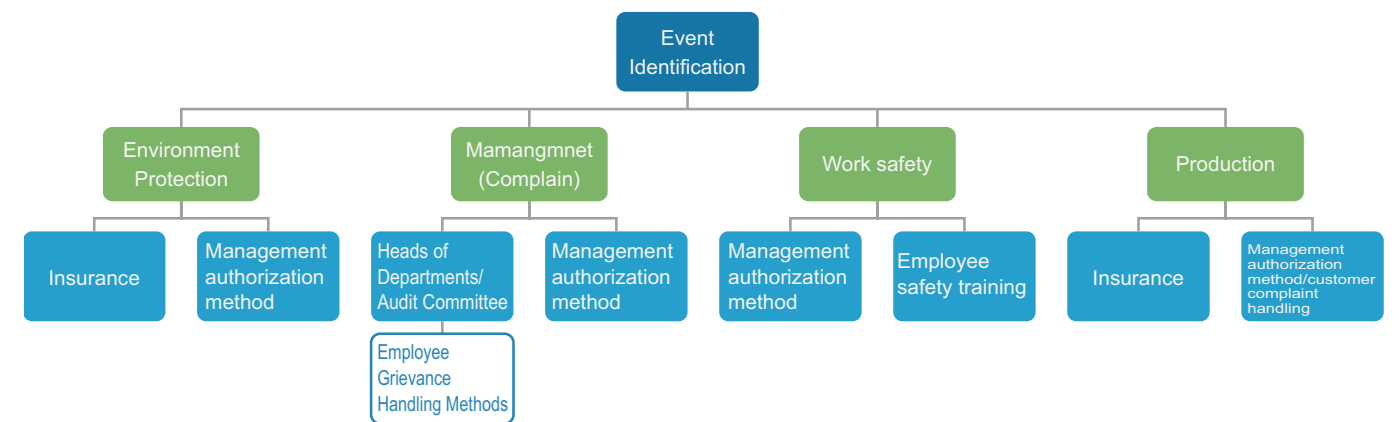 Event
Identification
Environment
Protection
Mamangmnet
(Complain)
Work safety
Production
Insurance
Management
authorization
method
Heads of
Departments/
Audit Committee
Management
authorization
method
Management
authorization
method
Employee
safety training
Insurance
Management
authorization
method/customer
complaint
handling
Employee
Grievance
Handling Methods